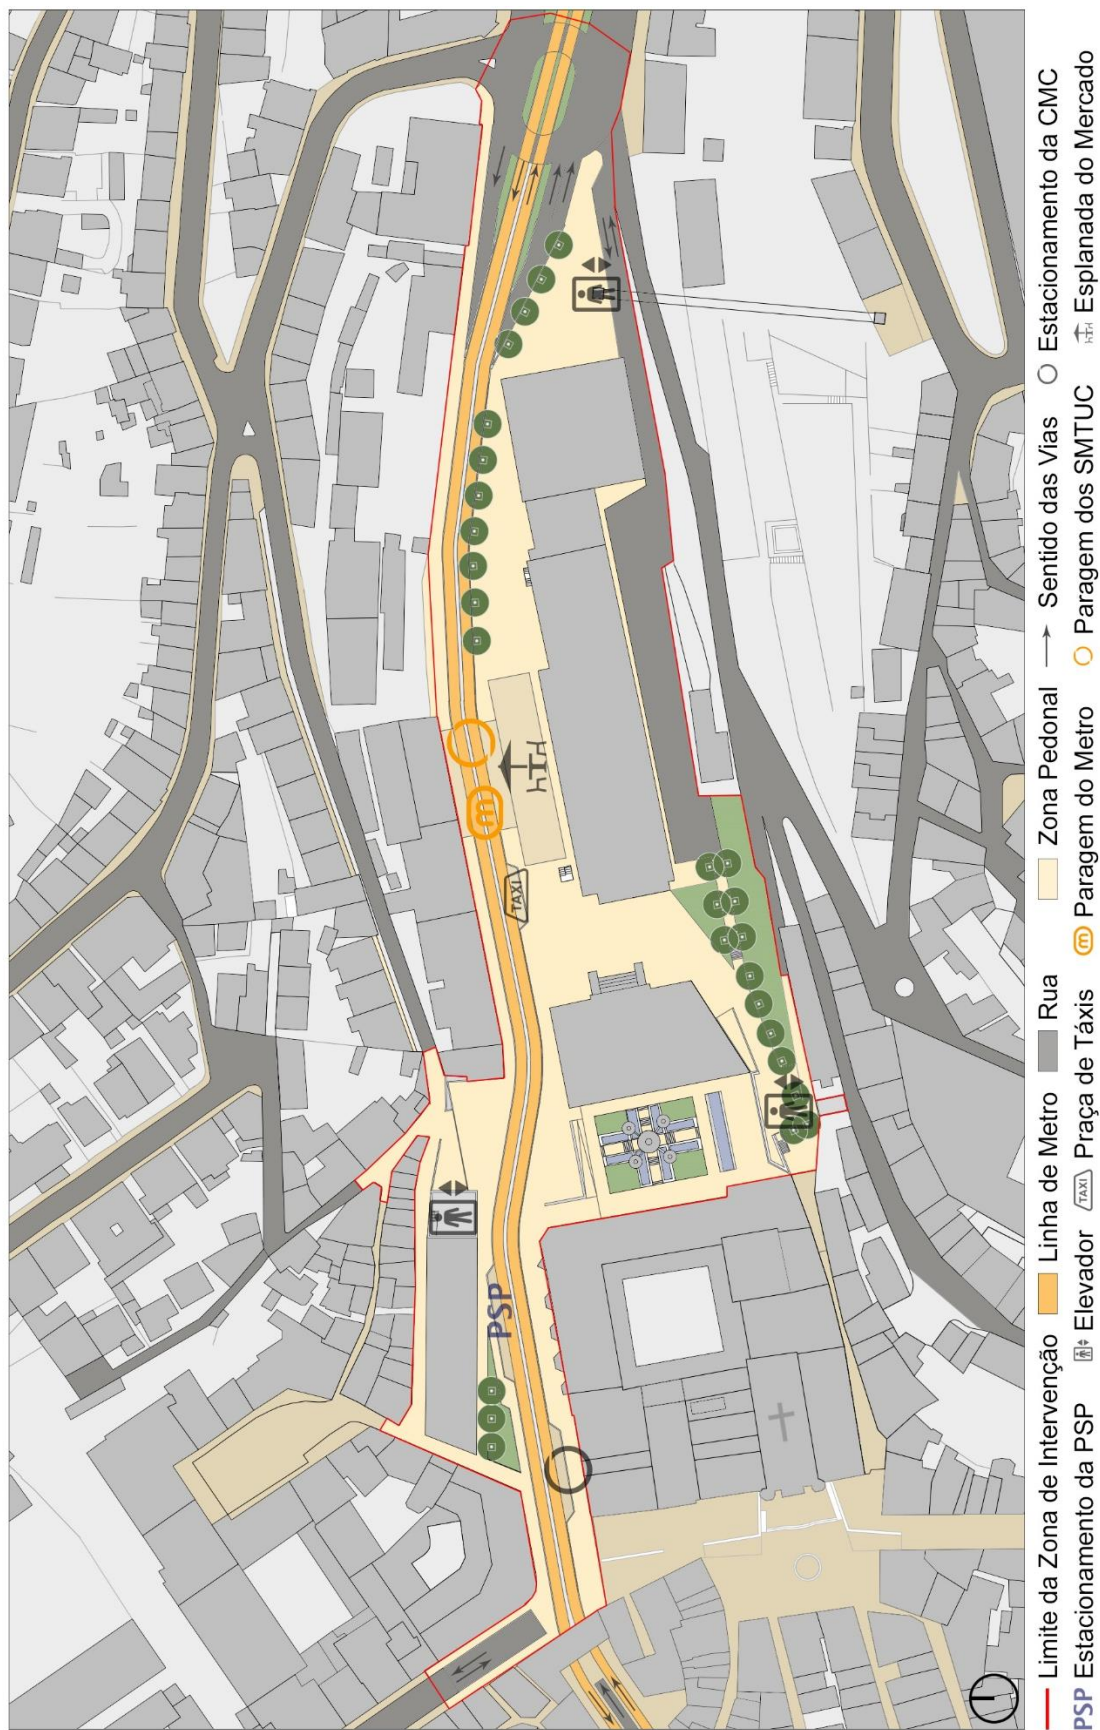 PSP
TAXI
m
Limite da Zona de Intervenção Linha de Metro Rua Zona Pedonal Sentido das Vias Estacionamento da CMC
PSP Estacionamento da PSP Elevador TAXI Praça de Táxis m Paragem do Metro Paragem dos SMTUC Esplanada do Mercado